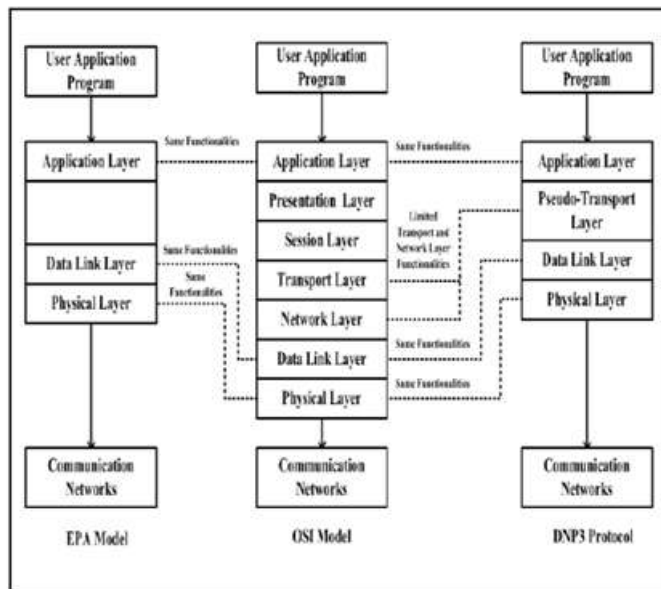 User Application
Program
Application Layer
Data Link Layer
Physical Layer
Communication
Networks
EPA Model
Same Functionalities
Same Functionalities
Same
Functionalities
User Application
Program
Application Layer
Presentation Layer
Session Layer
Transport Layer
Network Layer
Data Link Layer
Physical Layer
Communication
Networks
OSI Model
Same Functionalities
Limited
Transport and
Network Layer
Functionalities
Same Functionalities
Same Functionalities
User Application
Program
Application Layer
Pseudo-Transport
Layer
Data Link Layer
Physical Layer
Communication
Networks
DNP3 Protocol